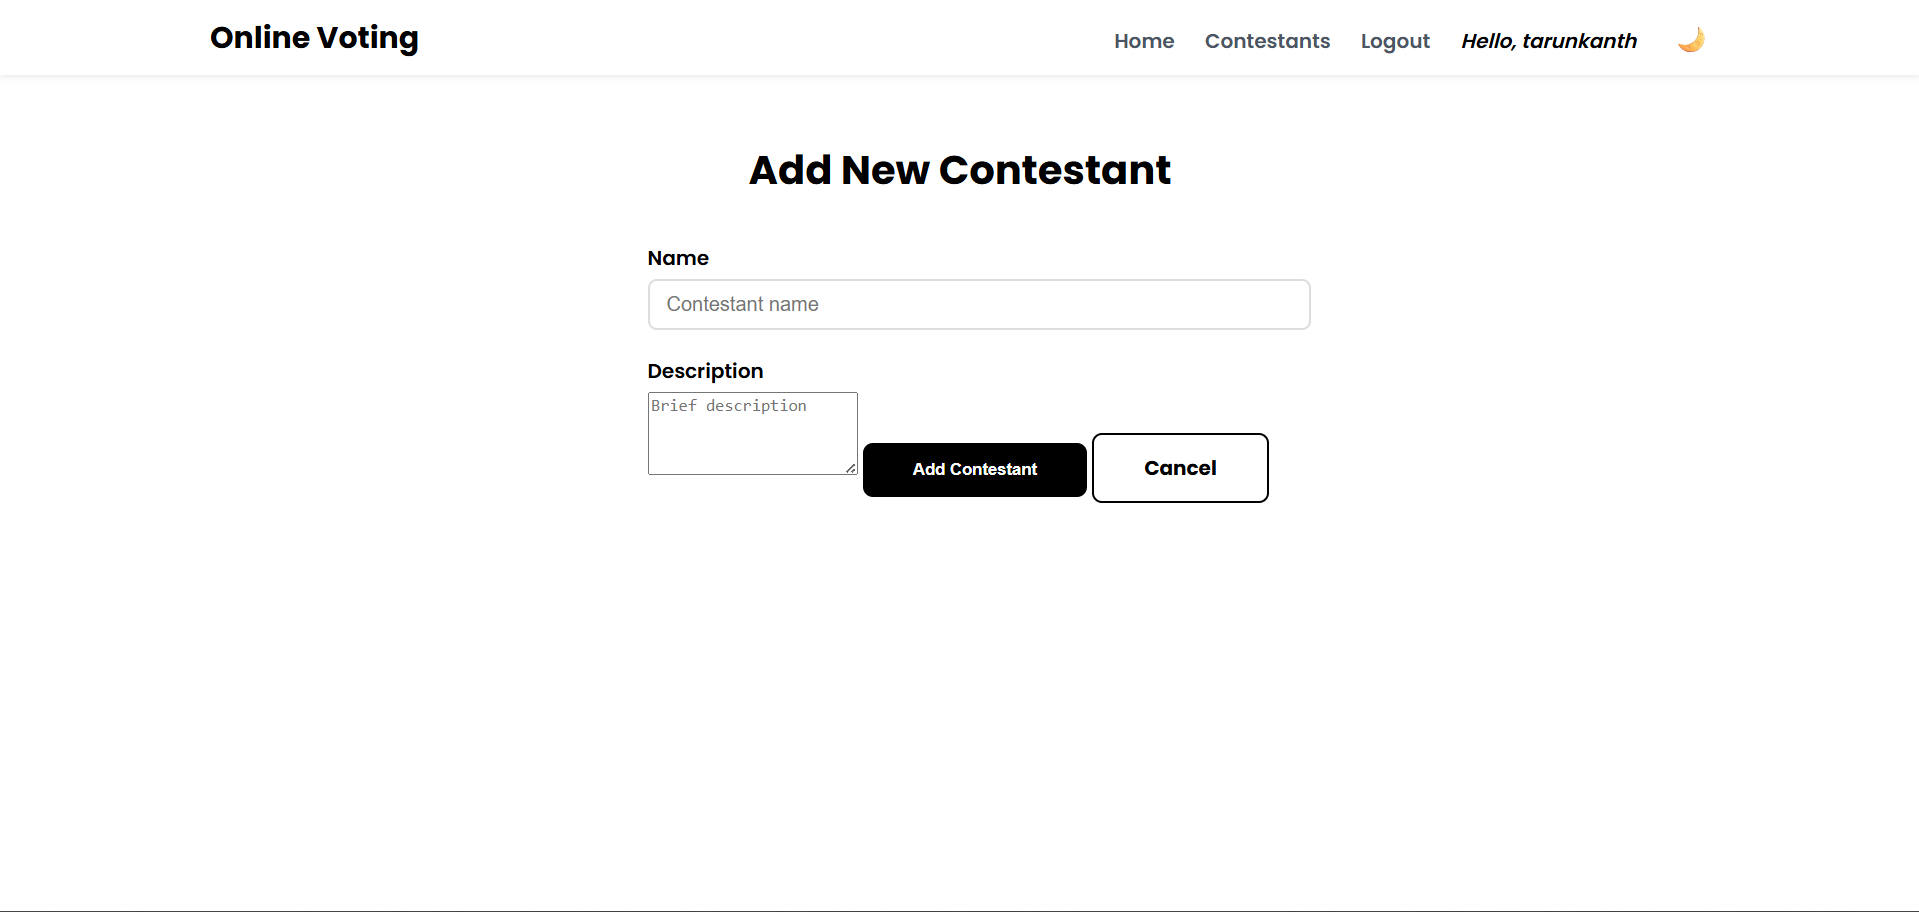 Online Voting
Home Contestants Logout Hello, tarunkanth
Add New Contestant
Name
Contestant name
Description
Brief description
Add Contestant Cancel